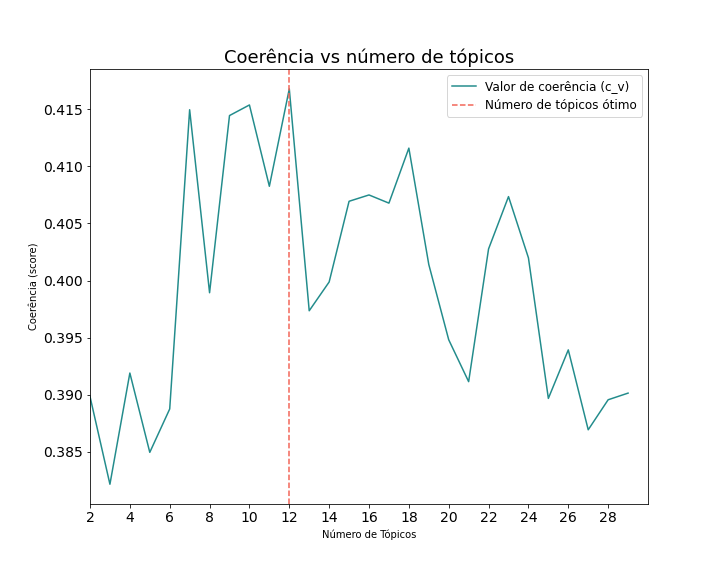 Coerência vs número de tópicos
Valor de coerência (c_v)
Número de tópicos ótimo
0.415
0.410
0.405
0.400
0.395
0.390
0.385
Coerência (score)
2 4 6 8 10 12 14 16 18 20 22 24 26 28
Número de Tópicos